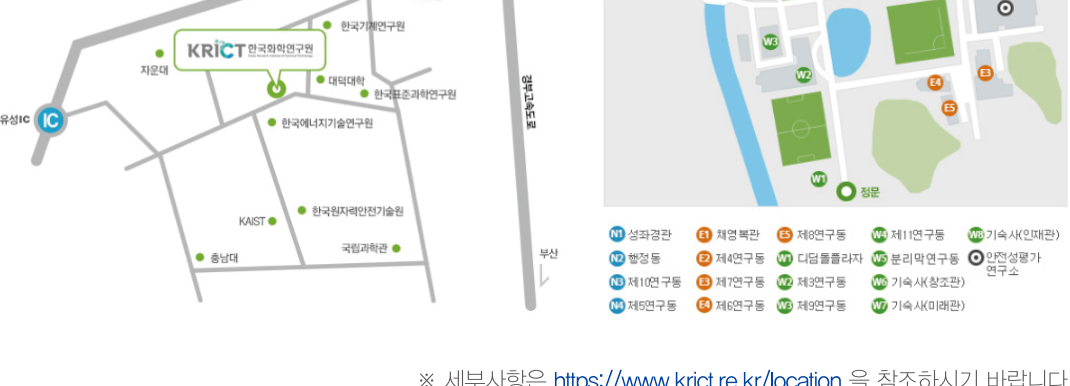 한국기계연구원
KRICT 한국화학연구원
자운대
대덕대학
한국표준과학연구원
유성IC
IC
한국에너지기술연구원
경부고속도로
한국원자력안전기술원
KAIST
국립과학관
충남대
부산
W3
W2
E4
E3
E5
W1
정문
N1 성좌경관 E1 채영복관 E5 제8연구동 W4 제11연구동 W8 기숙사(인재관)
N2 행정동 E2 제4연구동 W1 디딤돌플라자 W5 분리막연구동 안전성평가
연구소
N3 제10연구동 E3 제7연구동 W2 제3연구동 W6 기숙사(창조관)
N4 제5연구동 E4 제6연구동 W3 제9연구동 W7 기숙사(미래관)
※ 세부사항은 https://www.krict.re.kr/location 을 참조하시기 바랍니다